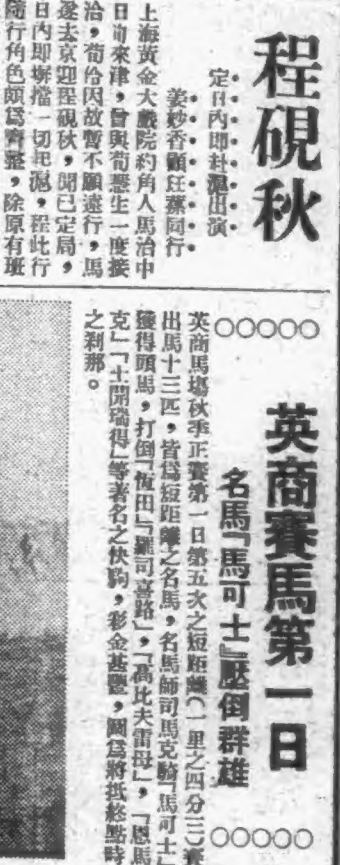 程硯秋
定日內即赴滬出演
姜妙香顧珏蓀同行
上海黃金大戲院約角人馬治中
日前來津，曾與荀慧生一度接
洽，荀伶因故暫不願遠行，馬
遂去京迎程硯秋，聞已定局，
日內即摒擋一切
滬，程此行
隨行角色頗爲齊整，除原有班
英商賽馬第一日
名馬「馬可士」壓倒群雄
英商馬塲秋季正賽第一日第五次之短距離（一里之四分三）賽
出馬十三匹，皆爲短距離之名馬，名馬師司馬克騎「馬可士」
獲得頭馬，打倒「恆田」「羅司喜路」，「高比夫雷母」，「恩馬
克」「土開瑞得」等著名之快駒，彩金甚豐，圖爲將抵終點時
之刹那。